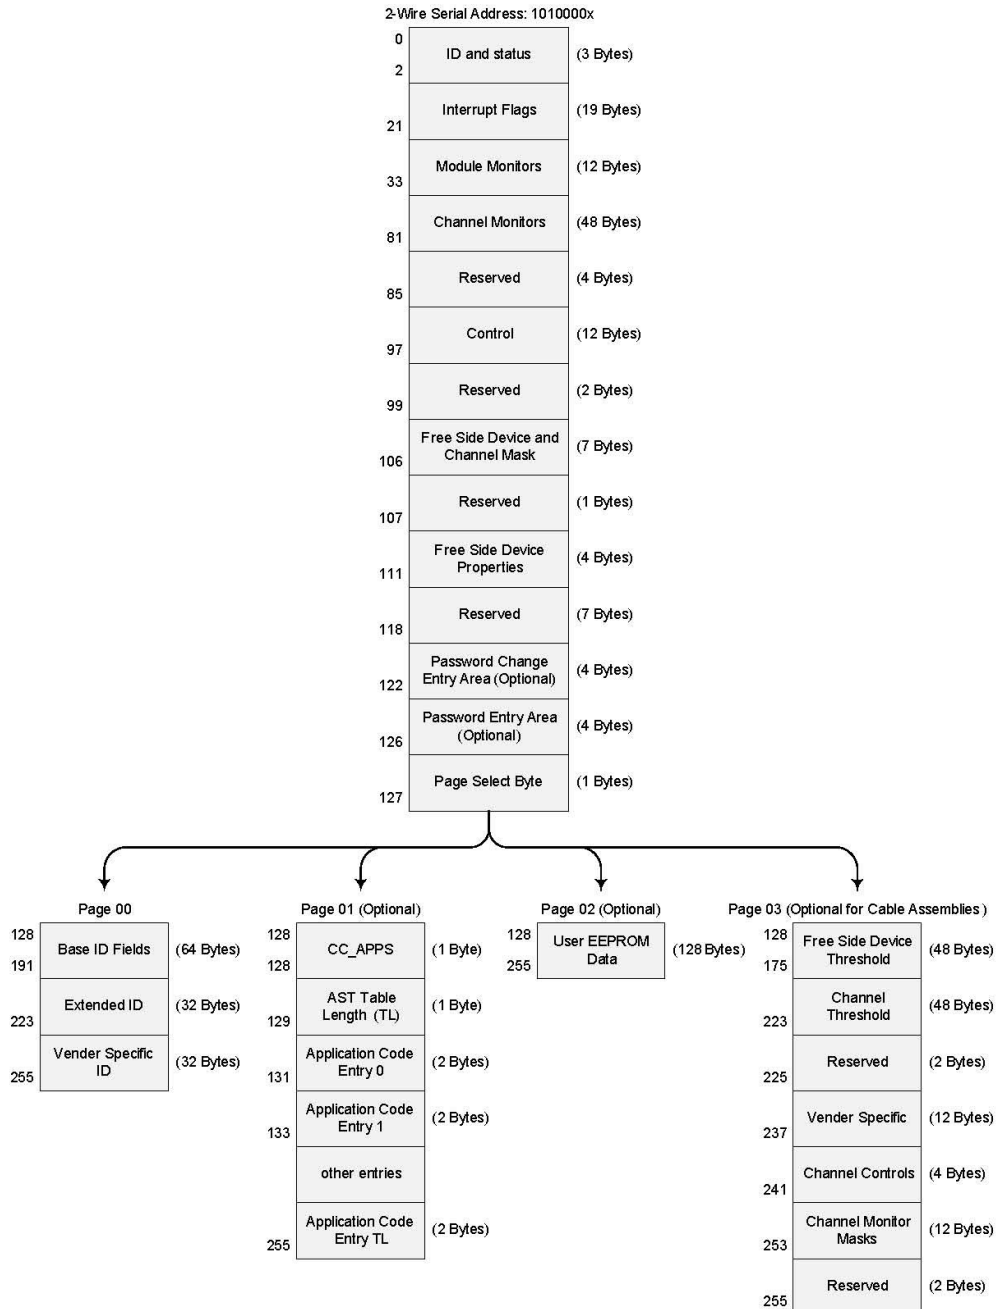 2-Wire Serial Address: 1010000x
0
ID and status
(3 Bytes)
2
Interrupt Flags
(19 Bytes)
21
Module Monitors
(12 Bytes)
33
Channel Monitors
(48 Bytes)
81
Reserved
(4 Bytes)
85
Control
(12 Bytes)
97
Reserved
(2 Bytes)
99
Free Side Device and
Channel Mask
(7 Bytes)
106
Reserved
(1 Bytes)
107
Free Side Device
Properties
(4 Bytes)
111
Reserved
(7 Bytes)
118
Password Change
Entry Area (Optional)
(4 Bytes)
122
Password Entry Area
(Optional)
(4 Bytes)
126
Page Select Byte
(1 Bytes)
127
Page 00
128
Base ID Fields
(64 Bytes)
191
Extended ID
(32 Bytes)
223
Vender Specific
ID
(32 Bytes)
255
Page 01 (Optional)
128
CC_APPS
(1 Byte)
128
AST Table
Length (TL)
(1 Byte)
129
Application Code
Entry 0
(2 Bytes)
131
Application Code
Entry 1
(2 Bytes)
133
other entries
Application Code
Entry TL
(2 Bytes)
255
Page 02 (Optional)
128
User EEPROM
Data
(128 Bytes)
255
Page 03 (Optional for Cable Assemblies )
128
Free Side Device
Threshold
(48 Bytes)
175
Channel
Threshold
(48 Bytes)
223
Reserved
(2 Bytes)
225
Vender Specific
(12 Bytes)
237
Channel Controls
(4 Bytes)
241
Channel Monitor
Masks
(12 Bytes)
253
Reserved
(2 Bytes)
255